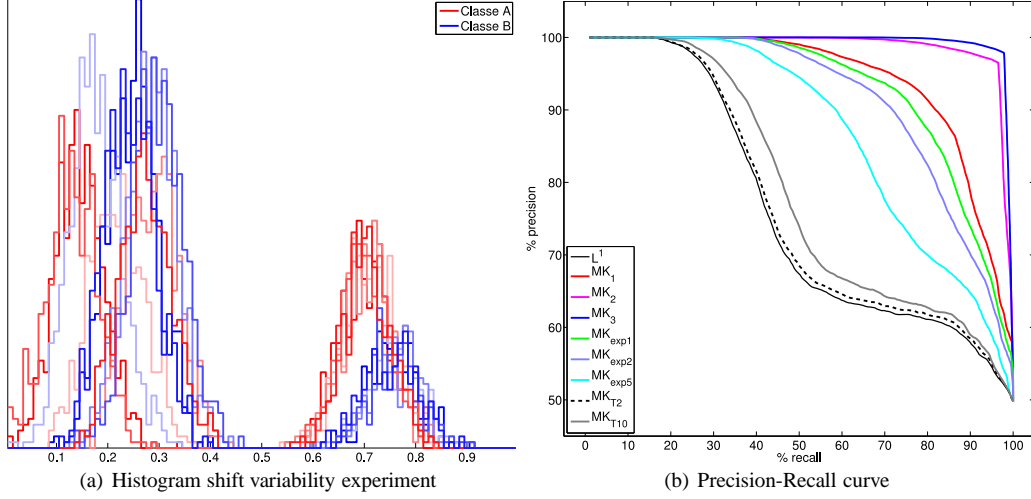 Classe A
Classe B
0.1 0.2 0.3 0.4 0.5 0.6 0.7 0.8 0.9
(a) Histogram shift variability experiment
100
90
80
70
60
50
% precision
L1
MK1
MK2
MK3
MKexp1
MKexp2
MKexp5
MKT2
MKT10
0 10 20 30 40 50 60 70 80 90 100
% recall
(b) Precision-Recall curve